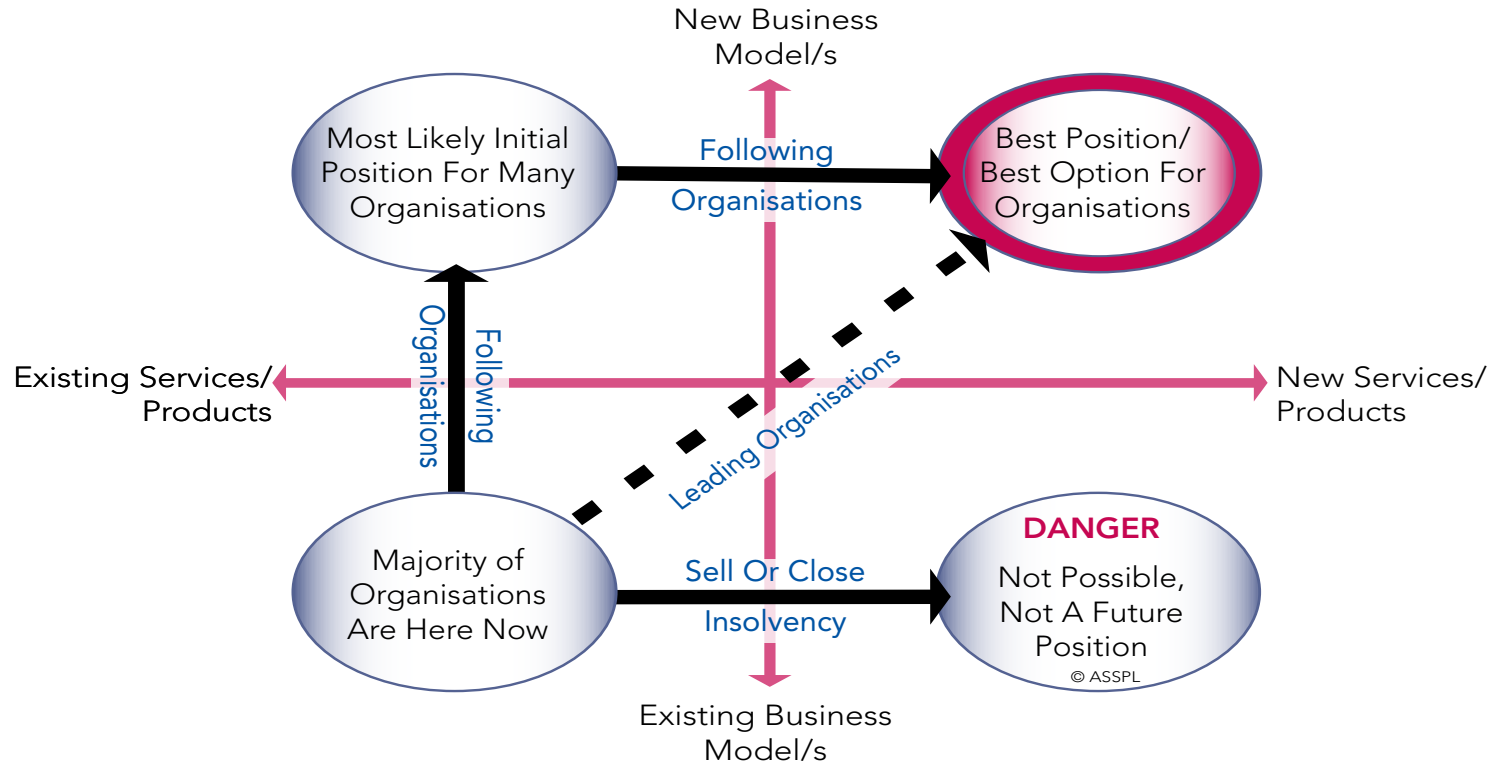 New Business
Model/s
Most Likely Initial
Position For Many
Organisations
Following
Organisations
Best Position/
Best Option For
Organisations
Following
Organisations
Existing Services/
Products
New Services/
Products
Leading Organisations
Majority of
Organisations
Are Here Now
Sell Or Close
Insolvency
DANGER
Not Possible,
Not A Future
Position
© ASSPL
Existing Business
Model/s